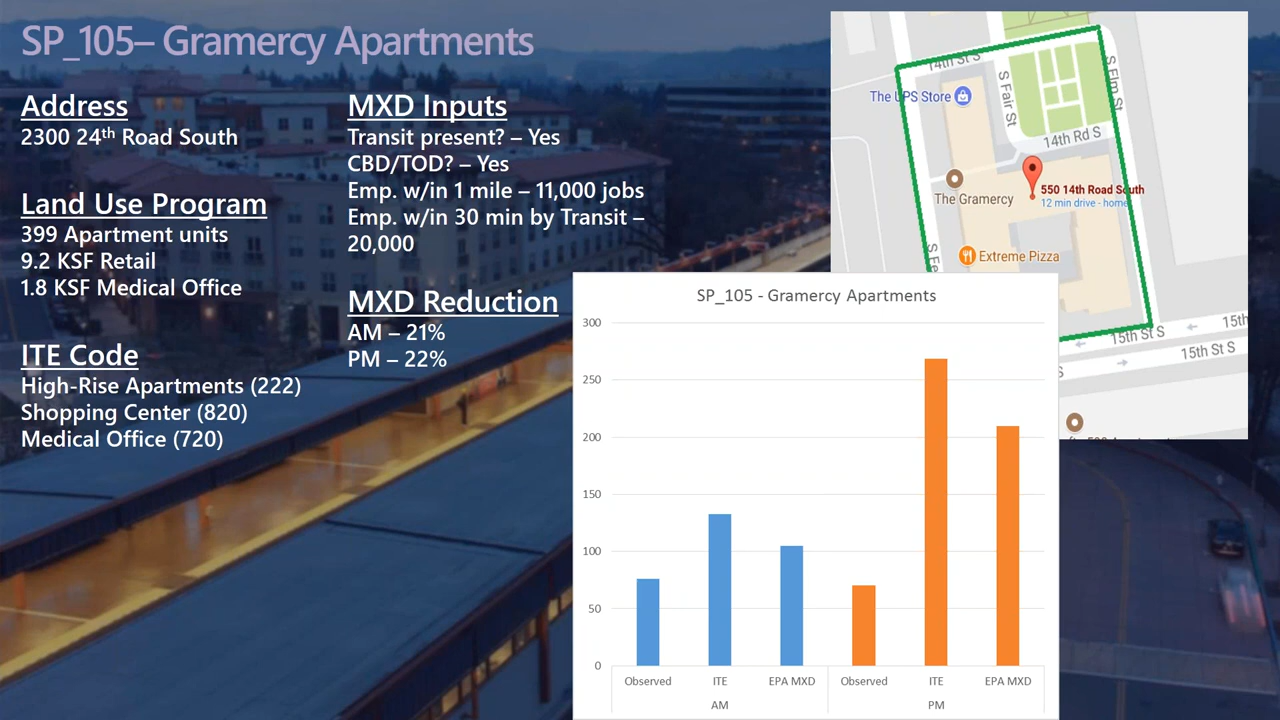 SP_105– Gramercy Apartments
Address
2300 24th Road South
Land Use Program
399 Apartment units
9.2 KSF Retail
1.8 KSF Medical Office
ITE Code
High-Rise Apartments (222)
Shopping Center (820)
Medical Office (720)
MXD Inputs
Transit present? – Yes
CBD/TOD? – Yes
Emp. w/in 1 mile – 11,000 jobs
Emp. w/in 30 min by Transit –
20,000
MXD Reduction
AM – 21%
PM – 22%
14th St S
The UPS Store
S Fair St
S Elm St
14th Rd S
550 14th Road South
12 min drive - home
The Gramercy
Extreme Pizza
15th St S
15th
15th St S
SP_105 - Gramercy Apartments
300
250
200
150
100
50
0
Observed
ITE
EPA MXD
Observed
ITE
EPA MXD
AM
PM